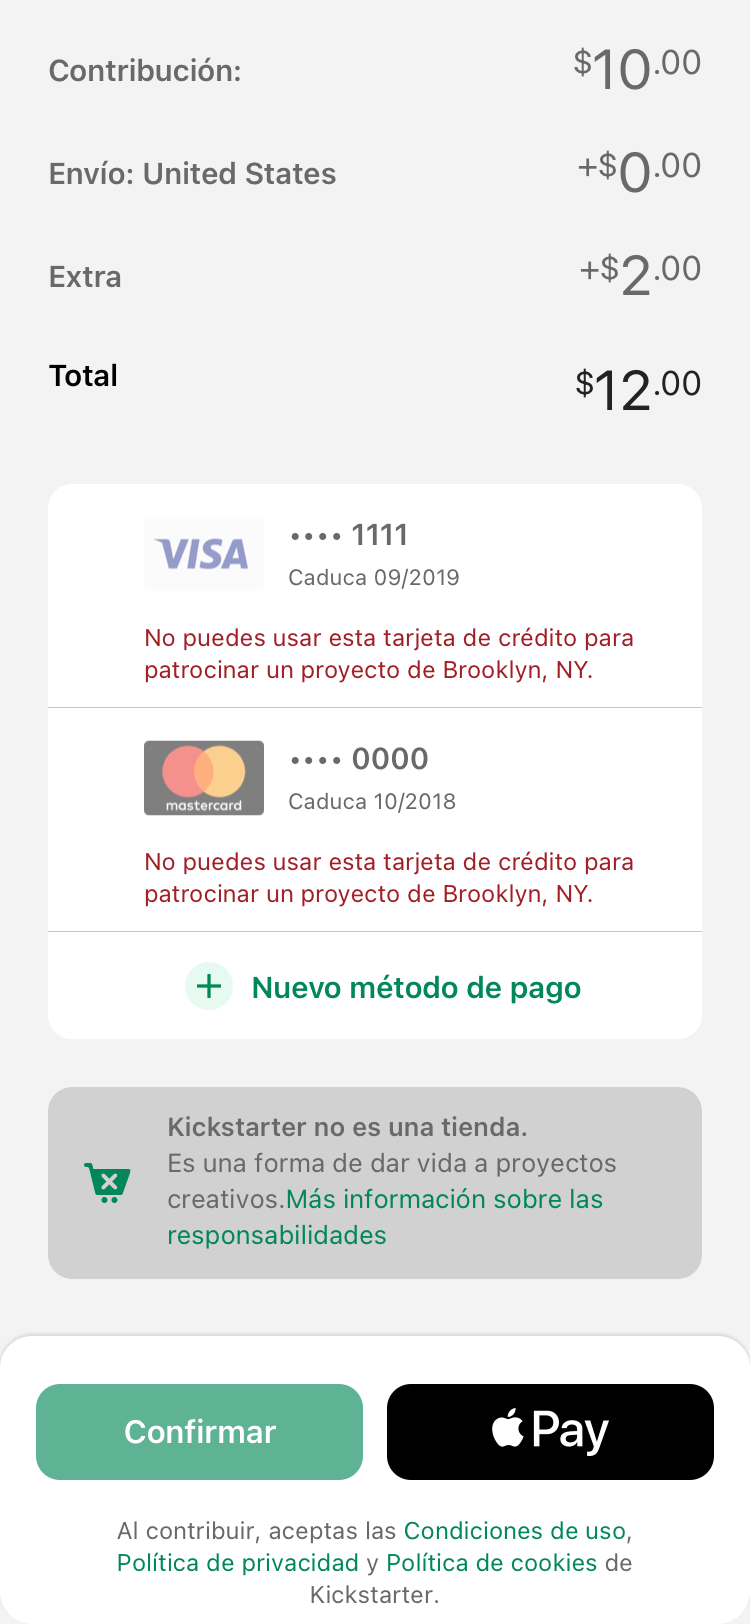 Contribución: $10.00
Envío: United States +$0.00
Extra +$2.00
Total $12.00
VISA •••• 1111
Caduca 09/2019
No puedes usar esta tarjeta de crédito para
patrocinar un proyecto de Brooklyn, NY.
•••• 0000
mastercard Caduca 10/2018
No puedes usar esta tarjeta de crédito para
patrocinar un proyecto de Brooklyn, NY.
+ Nuevo método de pago
Kickstarter no es una tienda.
Es una forma de dar vida a proyectos
creativos.Más información sobre las
responsabilidades
Confirmar Pay
Al contribuir, aceptas las Condiciones de uso,
Política de privacidad y Política de cookies de
Kickstarter.